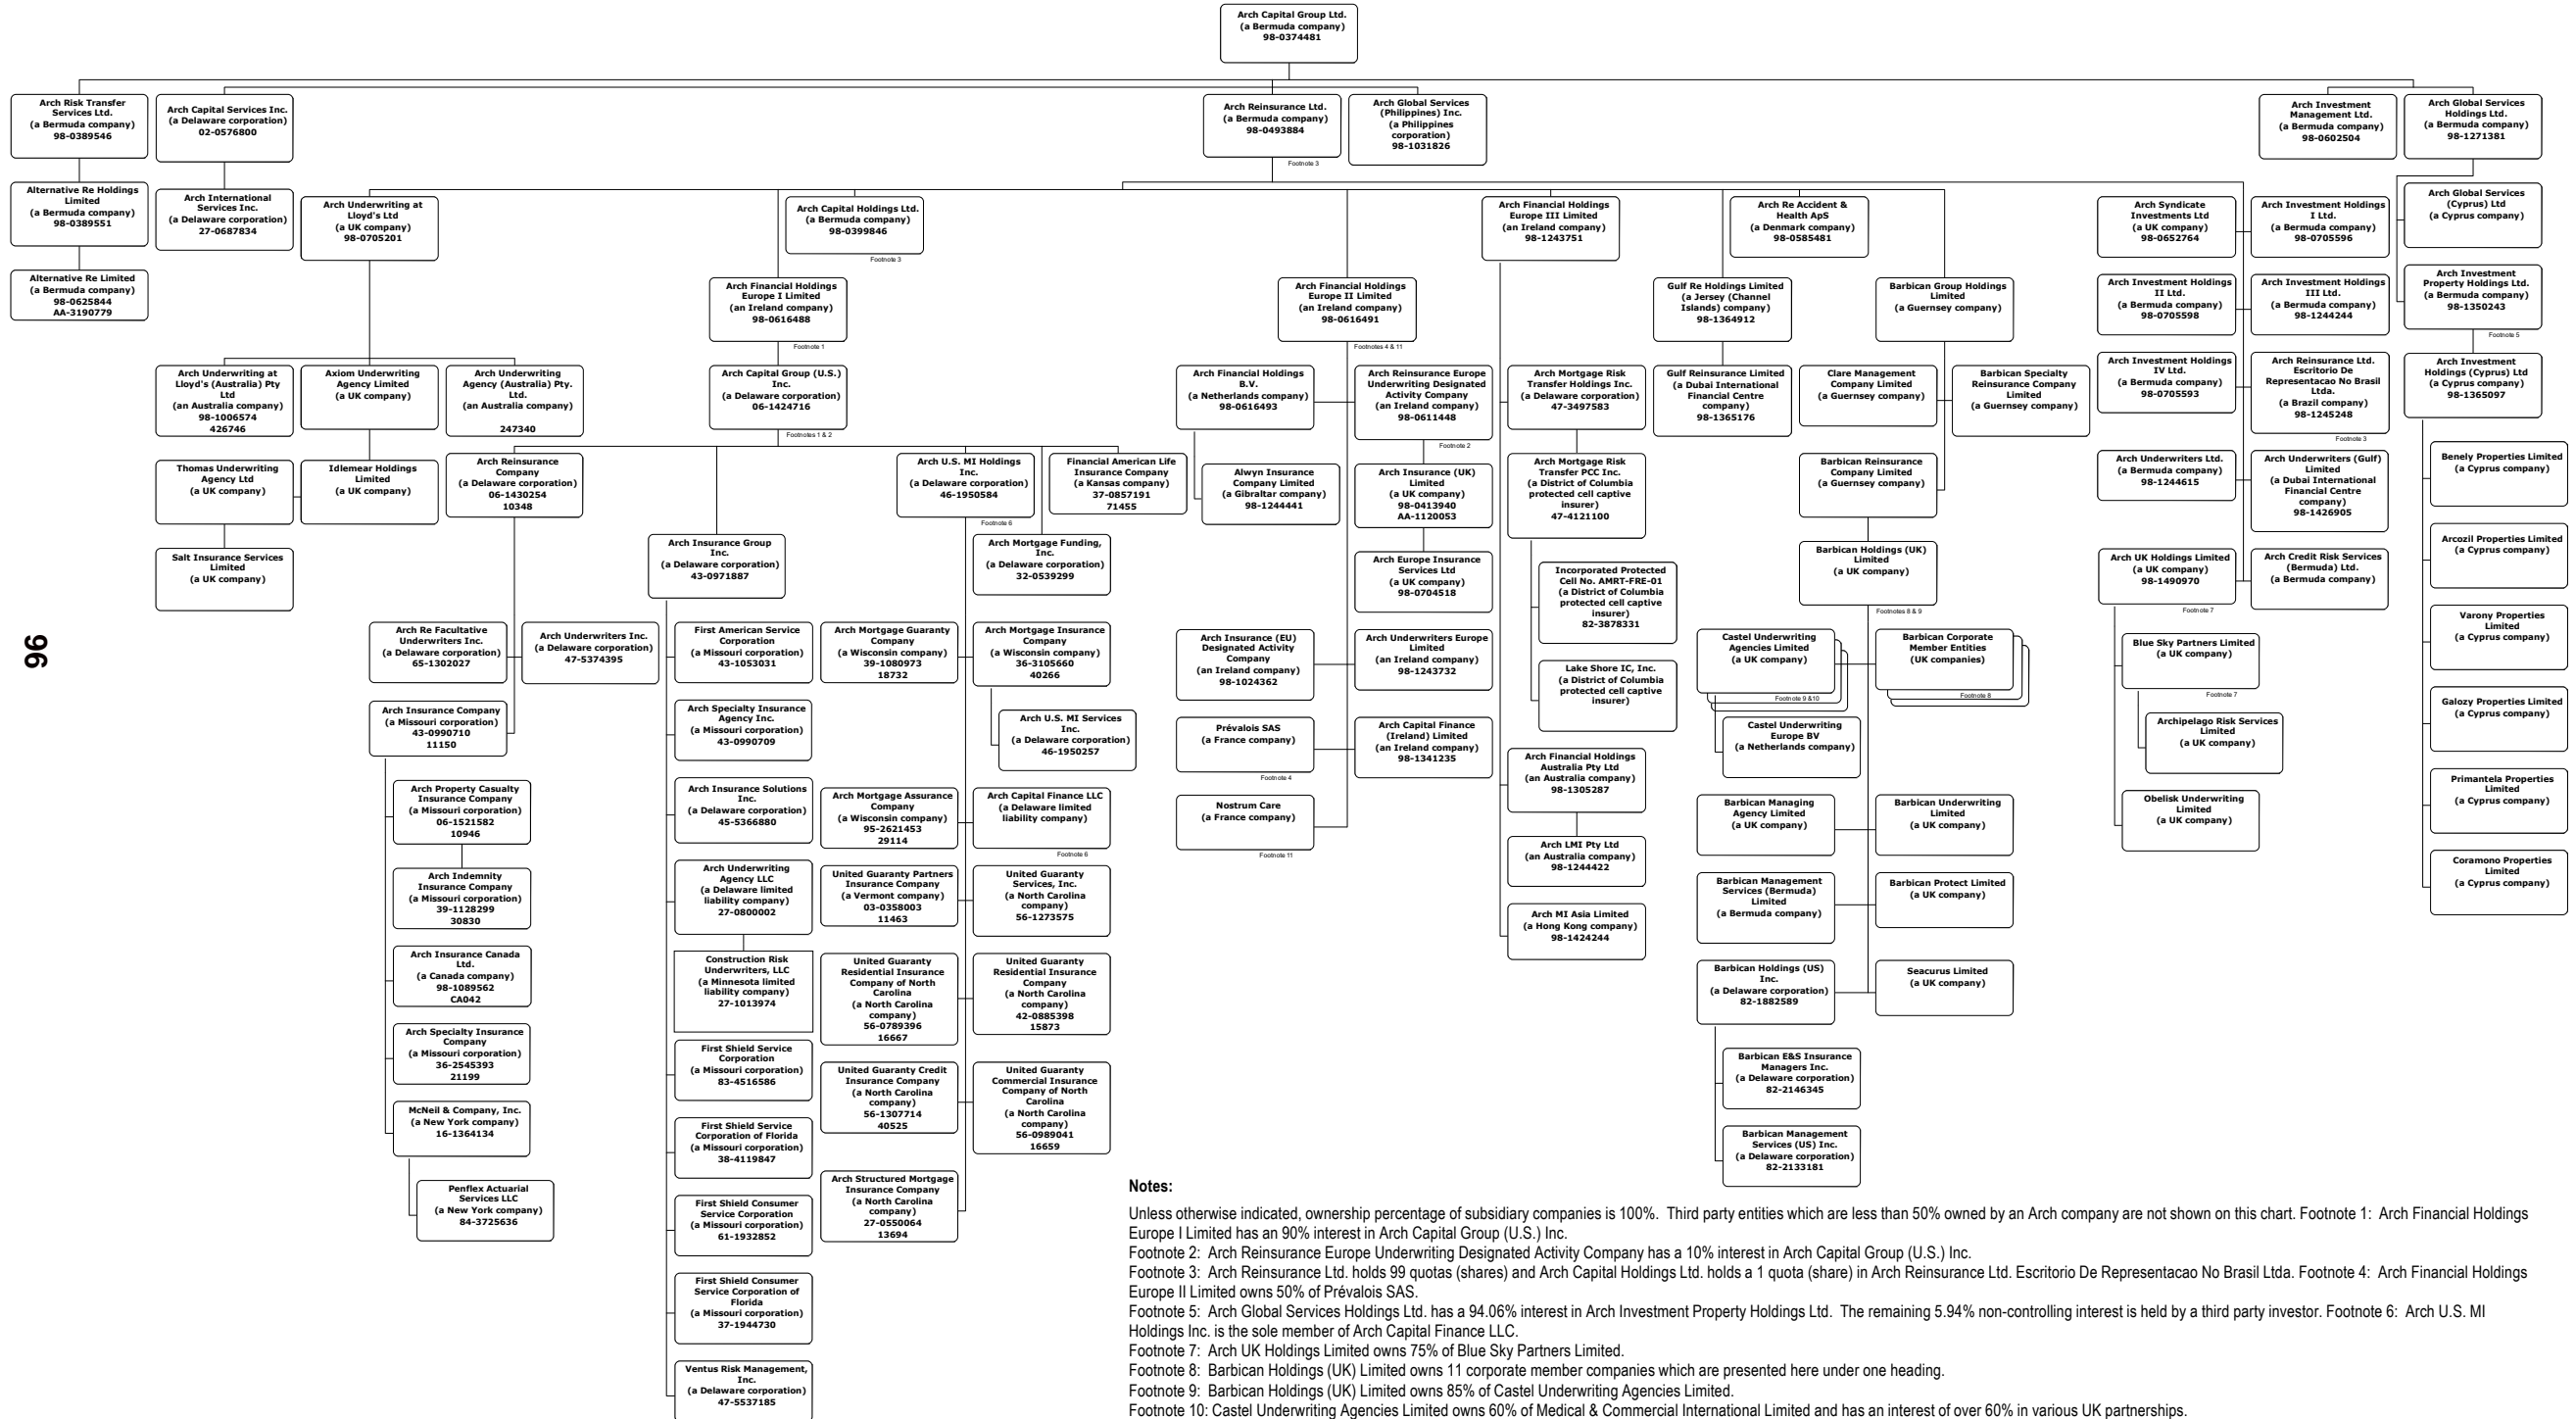 Arch Capital Group Ltd.
(a Bermuda company)
98-0374481
Arch Risk Transfer
Services Ltd.
(a Bermuda company)
98-0389546
Arch Capital Services Inc.
(a Delaware corporation)
02-0576800
Arch Reinsurance Ltd.
(a Bermuda company)
98-0493884
Footnote 3
Arch Global Services
(Philippines) Inc.
(a Philippines
corporation)
98-1031826
Arch Investment
Management Ltd.
(a Bermuda company)
98-0602504
Arch Global Services
Holdings Ltd.
(a Bermuda company)
98-1271381
Alternative Re Holdings
Limited
(a Bermuda company)
98-0389551
Alternative Re Limited
(a Bermuda company)
98-0625844
AA-3190779
Arch International
Services Inc.
(a Delaware corporation)
27-0687834
Arch Underwriting at
Lloyd's Ltd
(a UK company)
98-0705201
Arch Capital Holdings Ltd.
(a Bermuda company)
98-0399846
Footnote 3
Arch Financial Holdings
Europe I Limited
(an Ireland company)
98-0616488
Footnote 1
Arch Financial Holdings
Europe II Limited
(an Ireland company)
98-0616491
Footnotes 4 & 11
Arch Financial Holdings
Europe III Limited
(an Ireland company)
98-1243751
Arch Re Accident &
Health ApS
(a Denmark company)
98-0585481
Gulf Re Holdings Limited
(a Jersey (Channel
Islands) company)
98-1364912
Barbican Group Holdings
Limited
(a Guernsey company)
Arch Syndicate
Investments Ltd
(a UK company)
98-0652764
Arch Investment Holdings
I Ltd.
(a Bermuda company)
98-0705596
Arch Investment Holdings
II Ltd.
(a Bermuda company)
98-0705598
Arch Investment Holdings
III Ltd.
(a Bermuda company)
98-1244244
Arch Investment Holdings
IV Ltd.
(a Bermuda company)
98-0705593
Arch Reinsurance Ltd.
Escritorio De
Representacao No Brasil
Ltda.
(a Brazil company)
98-1245248
Footnote 3
Arch Underwriters Ltd.
(a Bermuda company)
98-1244615
Arch Underwriters (Gulf)
Limited
(a Dubai International
Financial Centre
company)
98-1426905
Arch UK Holdings Limited
(a UK company)
98-1490970
Footnote 7
Arch Credit Risk Services
(Bermuda) Ltd.
(a Bermuda company)
Blue Sky Partners Limited
(a UK company)
Footnote 7
Archipelago Risk Services
Limited
(a UK company)
Obelisk Underwriting
Limited
(a UK company)
Arch Global Services
(Cyprus) Ltd
(a Cyprus company)
Arch Investment
Property Holdings Ltd.
(a Bermuda company)
98-1350243
Footnote 5
Arch Investment
Holdings (Cyprus) Ltd
(a Cyprus company)
98-1365097
Benely Properties Limited
(a Cyprus company)
Arcozil Properties Limited
(a Cyprus company)
Varony Properties
Limited
(a Cyprus company)
Galozy Properties Limited
(a Cyprus company)
Primantela Properties
Limited
(a Cyprus company)
Coramono Properties
Limited
(a Cyprus company)
Arch Underwriting at
Lloyd's (Australia) Pty
Ltd
(an Australia company)
98-1006574
426746
Axiom Underwriting
Agency Limited
(a UK company)
Arch Underwriting
Agency (Australia) Pty.
Ltd.
(an Australia company)
247340
Thomas Underwriting
Agency Ltd
(a UK company)
Idlemear Holdings
Limited
(a UK company)
Salt Insurance Services
Limited
(a UK company)
Arch Capital Group (U.S.)
Inc.
(a Delaware corporation)
06-1424716
Footnotes 1 & 2
Arch Reinsurance
Company
(a Delaware corporation)
06-1430254
10348
Arch Insurance Group
Inc.
(a Delaware corporation)
43-0971887
Arch U.S. MI Holdings
Inc.
(a Delaware corporation)
46-1950584
Footnote 6
Financial American Life
Insurance Company
(a Kansas company)
37-0857191
71455
Arch Mortgage Funding,
Inc.
(a Delaware corporation)
32-0539299
Arch Re Facultative
Underwriters Inc.
(a Delaware corporation)
65-1302027
Arch Underwriters Inc.
(a Delaware corporation)
47-5374395
Arch Insurance Company
(a Missouri corporation)
43-0990710
11150
Arch Property Casualty
Insurance Company
(a Missouri corporation)
06-1521582
10946
Arch Indemnity
Insurance Company
(a Missouri corporation)
39-1128299
30830
Arch Insurance Canada
Ltd.
(a Canada company)
98-1089562
CA042
Arch Specialty Insurance
Company
(a Missouri corporation)
36-2545393
21199
McNeil & Company, Inc.
(a New York company)
16-1364134
Penflex Actuarial
Services LLC
(a New York company)
84-3725636
First American Service
Corporation
(a Missouri corporation)
43-1053031
Arch Specialty Insurance
Agency Inc.
(a Missouri corporation)
43-0990709
Arch Insurance Solutions
Inc.
(a Delaware corporation)
45-5366880
Arch Underwriting
Agency LLC
(a Delaware limited
liability company)
27-0800002
Construction Risk
Underwriters, LLC
(a Minnesota limited
liability company)
27-1013974
First Shield Service
Corporation
(a Missouri corporation)
83-4516586
First Shield Service
Corporation of Florida
(a Missouri corporation)
38-4119847
First Shield Consumer
Service Corporation
(a Missouri corporation)
61-1932852
First Shield Consumer
Service Corporation of
Florida
(a Missouri corporation)
37-1944730
Ventus Risk Management,
Inc.
(a Delaware corporation)
47-5537185
Arch Mortgage Guaranty
Company
(a Wisconsin company)
39-1080973
18732
Arch Mortgage Insurance
Company
(a Wisconsin company)
36-3105660
40266
Arch U.S. MI Services
Inc.
(a Delaware corporation)
46-1950257
Arch Mortgage Assurance
Company
(a Wisconsin company)
95-2621453
29114
Arch Capital Finance LLC
(a Delaware limited
liability company)
Footnote 6
United Guaranty Partners
Insurance Company
(a Vermont company)
03-0358003
11463
United Guaranty
Services, Inc.
(a North Carolina
company)
56-1273575
United Guaranty
Residential Insurance
Company of North
Carolina
(a North Carolina
company)
56-0789396
16667
United Guaranty
Residential Insurance
Company
(a North Carolina
company)
42-0885398
15873
United Guaranty Credit
Insurance Company
(a North Carolina
company)
56-1307714
40525
United Guaranty
Commercial Insurance
Company of North
Carolina
(a North Carolina
company)
56-0989041
16659
Arch Structured Mortgage
Insurance Company
(a North Carolina
company)
27-0550064
13694
Arch Financial Holdings
B.V.
(a Netherlands company)
98-0616493
Alwyn Insurance
Company Limited
(a Gibraltar company)
98-1244441
Arch Reinsurance Europe
Underwriting Designated
Activity Company
(an Ireland company)
98-0611448
Footnote 2
Arch Insurance (UK)
Limited
(a UK company)
98-0413940
AA-1120053
Arch Europe Insurance
Services Ltd
(a UK company)
98-0704518
Arch Insurance (EU)
Designated Activity
Company
(an Ireland company)
98-1024362
Arch Underwriters Europe
Limited
(an Ireland company)
98-1243732
Prévalois SAS
(a France company)
Footnote 4
Arch Capital Finance
(Ireland) Limited
(an Ireland company)
98-1341235
Nostrum Care
(a France company)
Footnote 11
Arch Mortgage Risk
Transfer Holdings Inc.
(a Delaware corporation)
47-3497583
Arch Mortgage Risk
Transfer PCC Inc.
(a District of Columbia
protected cell captive
insurer)
47-4121100
Incorporated Protected
Cell No. AMRT-FRE-01
(a District of Columbia
protected cell captive
insurer)
82-3878331
Lake Shore IC, Inc.
(a District of Columbia
protected cell captive
insurer)
Arch Financial Holdings
Australia Pty Ltd
(an Australia company)
98-1305287
Arch LMI Pty Ltd
(an Australia company)
98-1244422
Arch MI Asia Limited
(a Hong Kong company)
98-1424244
Gulf Reinsurance Limited
(a Dubai International
Financial Centre
company)
98-1365176
Clare Management
Company Limited
(a Guernsey company)
Barbican Specialty
Reinsurance Company
Limited
(a Guernsey company)
Barbican Reinsurance
Company Limited
(a Guernsey company)
Barbican Holdings (UK)
Limited
(a UK company)
Footnotes 8 & 9
Castel Underwriting
Agencies Limited
(a UK company)
Footnote 9 &10
Barbican Corporate
Member Entities
(UK companies)
Footnote 8
Castel Underwriting
Europe BV
(a Netherlands company)
Barbican Managing
Agency Limited
(a UK company)
Barbican Underwriting
Limited
(a UK company)
Barbican Management
Services (Bermuda)
Limited
(a Bermuda company)
Barbican Protect Limited
(a UK company)
Barbican Holdings (US)
Inc.
(a Delaware corporation)
82-1882589
Seacurus Limited
(a UK company)
Barbican E&S Insurance
Managers Inc.
(a Delaware corporation)
82-2146345
Barbican Management
Services (US) Inc.
(a Delaware corporation)
82-2133181
96
Notes:
Unless otherwise indicated, ownership percentage of subsidiary companies is 100%. Third party entities which are less than 50% owned by an Arch company are not shown on this chart. Footnote 1: Arch Financial Holdings
Europe I Limited has an 90% interest in Arch Capital Group (U.S.) Inc.
Footnote 2: Arch Reinsurance Europe Underwriting Designated Activity Company has a 10% interest in Arch Capital Group (U.S.) Inc.
Footnote 3: Arch Reinsurance Ltd. holds 99 quotas (shares) and Arch Capital Holdings Ltd. holds a 1 quota (share) in Arch Reinsurance Ltd. Escritorio De Representacao No Brasil Ltda. Footnote 4: Arch Financial Holdings
Europe II Limited owns 50% of Prévalois SAS.
Footnote 5: Arch Global Services Holdings Ltd. has a 94.06% interest in Arch Investment Property Holdings Ltd. The remaining 5.94% non-controlling interest is held by a third party investor. Footnote 6: Arch U.S. MI
Holdings Inc. is the sole member of Arch Capital Finance LLC.
Footnote 7: Arch UK Holdings Limited owns 75% of Blue Sky Partners Limited.
Footnote 8: Barbican Holdings (UK) Limited owns 11 corporate member companies which are presented here under one heading.
Footnote 9: Barbican Holdings (UK) Limited owns 85% of Castel Underwriting Agencies Limited.
Footnote 10: Castel Underwriting Agencies Limited owns 60% of Medical & Commercial International Limited and has an interest of over 60% in various UK partnerships.